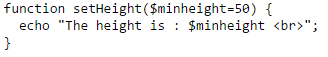 function setHeight($minheight=50) {
  echo "The height is : $minheight <br>";
}